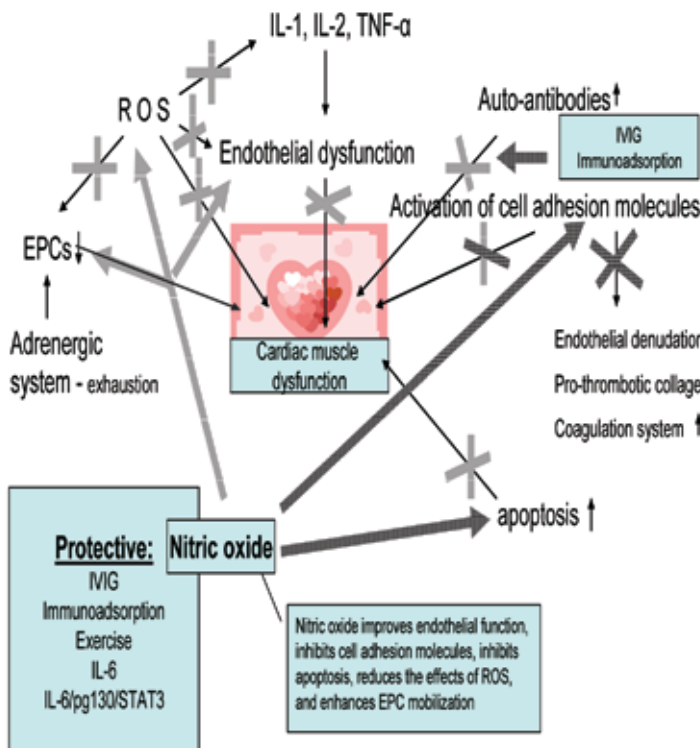 IL-1, IL-2, TNF-α
R O S
Auto-antibodies
IVIG
Immunoadsorption
Endothelial dysfunction
Activation of cell adhesion molecules
EPCs
Adrenergic
system - exhaustion
Cardiac muscle
dysfunction
Endothelial denudation
Pro-thrombotic collage
Coagulation system
apoptosis
Protective:
IVIG
Immunoadsorption
Exercise
IL-6
IL-6/pg130/STAT3
Nitric oxide
Nitric oxide improves endothelial function,
inhibits cell adhesion molecules, inhibits
apoptosis, reduces the effects of ROS,
and enhances EPC mobilization